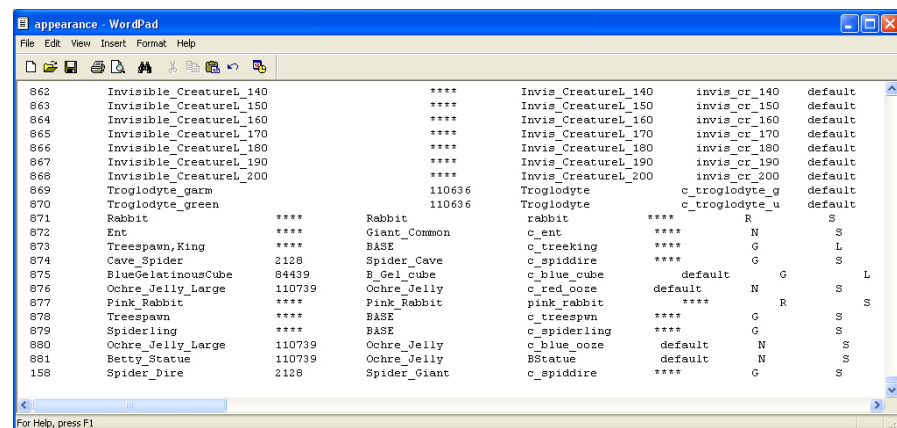 appearance - WordPad
File Edit View Insert Format Help
862 Invisible_CreatureL_140 **** Invis_CreatureL_140 invis_cr_140 default
863 Invisible_CreatureL_150 **** Invis_CreatureL_150 invis_cr_150 default
864 Invisible_CreatureL_160 **** Invis_CreatureL_160 invis_cr_160 default
865 Invisible_CreatureL_170 **** Invis_CreatureL_170 invis_cr_170 default
866 Invisible_CreatureL_180 **** Invis_CreatureL_180 invis_cr_180 default
867 Invisible_CreatureL_190 **** Invis_CreatureL_190 invis_cr_190 default
868 Invisible_CreatureL_200 **** Invis_CreatureL_200 invis_cr_200 default
869 Troglodyte_garm 110636 Troglodyte c_troglodyte_g default
870 Troglodyte_green 110636 Troglodyte c_troglodyte_u default
871 Rabbit **** Rabbit rabbit **** R S
872 Ent **** Giant_Common c_ent **** N S
873 Treespawn,King **** BASE c_treeking **** G L
874 Cave_Spider 2128 Spider_Cave c_spiddire **** G S
875 BlueGelatinousCube 84439 B_Gel_cube c_blue_cube default G L
876 Ochre_Jelly_Large 110739 Ochre_Jelly c_red_ooze default N S
877 Pink_Rabbit **** Pink_Rabbit pink_rabbit **** R S
878 Treespawn **** BASE c_treespwn **** G S
879 Spiderling **** BASE c_spiderling **** G S
880 Ochre_Jelly_Large 110739 Ochre_Jelly c_blue_ooze default N S
881 Betty_Statue 110739 Ochre_Jelly BStatue default N S
158 Spider_Dire 2128 Spider_Giant c_spiddire **** G S
For Help, press F1